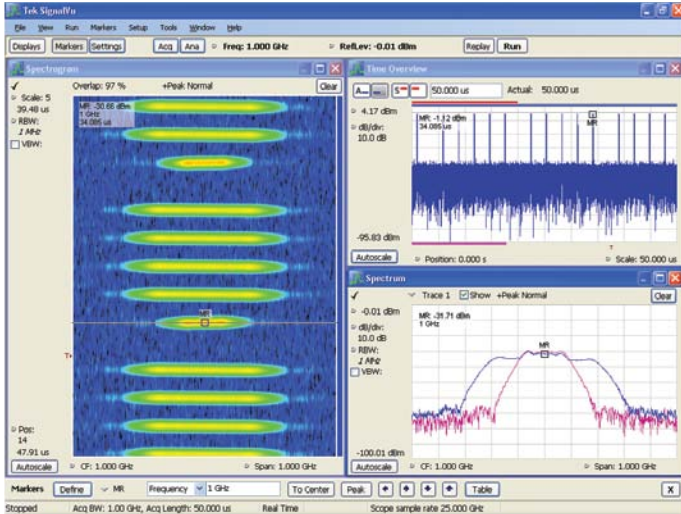 Tek SignalVu
File View Run Markers Setup Tools Window Help
Displays Markers Settings Acq Ana Freq: 1.000 GHz RefLev: -0.01 dBm Replay Run
Spectrogram
Overlap: 97 % +Peak Normal Clear
Scale: 5
39.48 us
RBW:
1 MHz
VBW:
MR: -30.66 dBm
1 GHz
34.085 us
MR
T
Pos:
14
47.91 us
Autoscale CF: 1.000 GHz Span: 1.000 GHz
Time Overview
A... S 50.000 us Actual: 50.000 us
4.17 dBm
dB/div:
10.0 dB
MR: -1.12 dBm
34.085 us
MR
-95.83 dBm
T
Autoscale Position: 0.000 s Scale: 50.000 us
Spectrum
Trace 1 Show +Peak Normal Clear
-0.01 dBm
dB/div:
10.0 dB
RBW:
1 MHz
VBW:
MR: -31.71 dBm
1 GHz
MR
-100.01 dBm
Autoscale CF: 1.000 GHz Span: 1.000 GHz
Markers Define MR Frequency 1 GHz To Center Peak Table X
Stopped Acq BW: 1.00 GHz, Acq Length: 50.000 us Real Time Scope sample rate 25.000 GHz